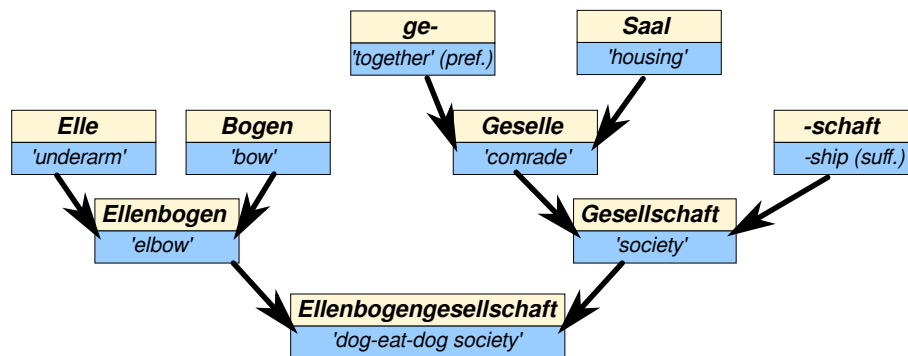 ge-
'together' (pref.)
Saal
'housing'
Elle
'underarm'
Bogen
'bow'
Geselle
'comrade'
-schaft
-ship (suff.)
Ellenbogen
'elbow'
Gesellschaft
'society'
Ellenbogengesellschaft
'dog-eat-dog society'